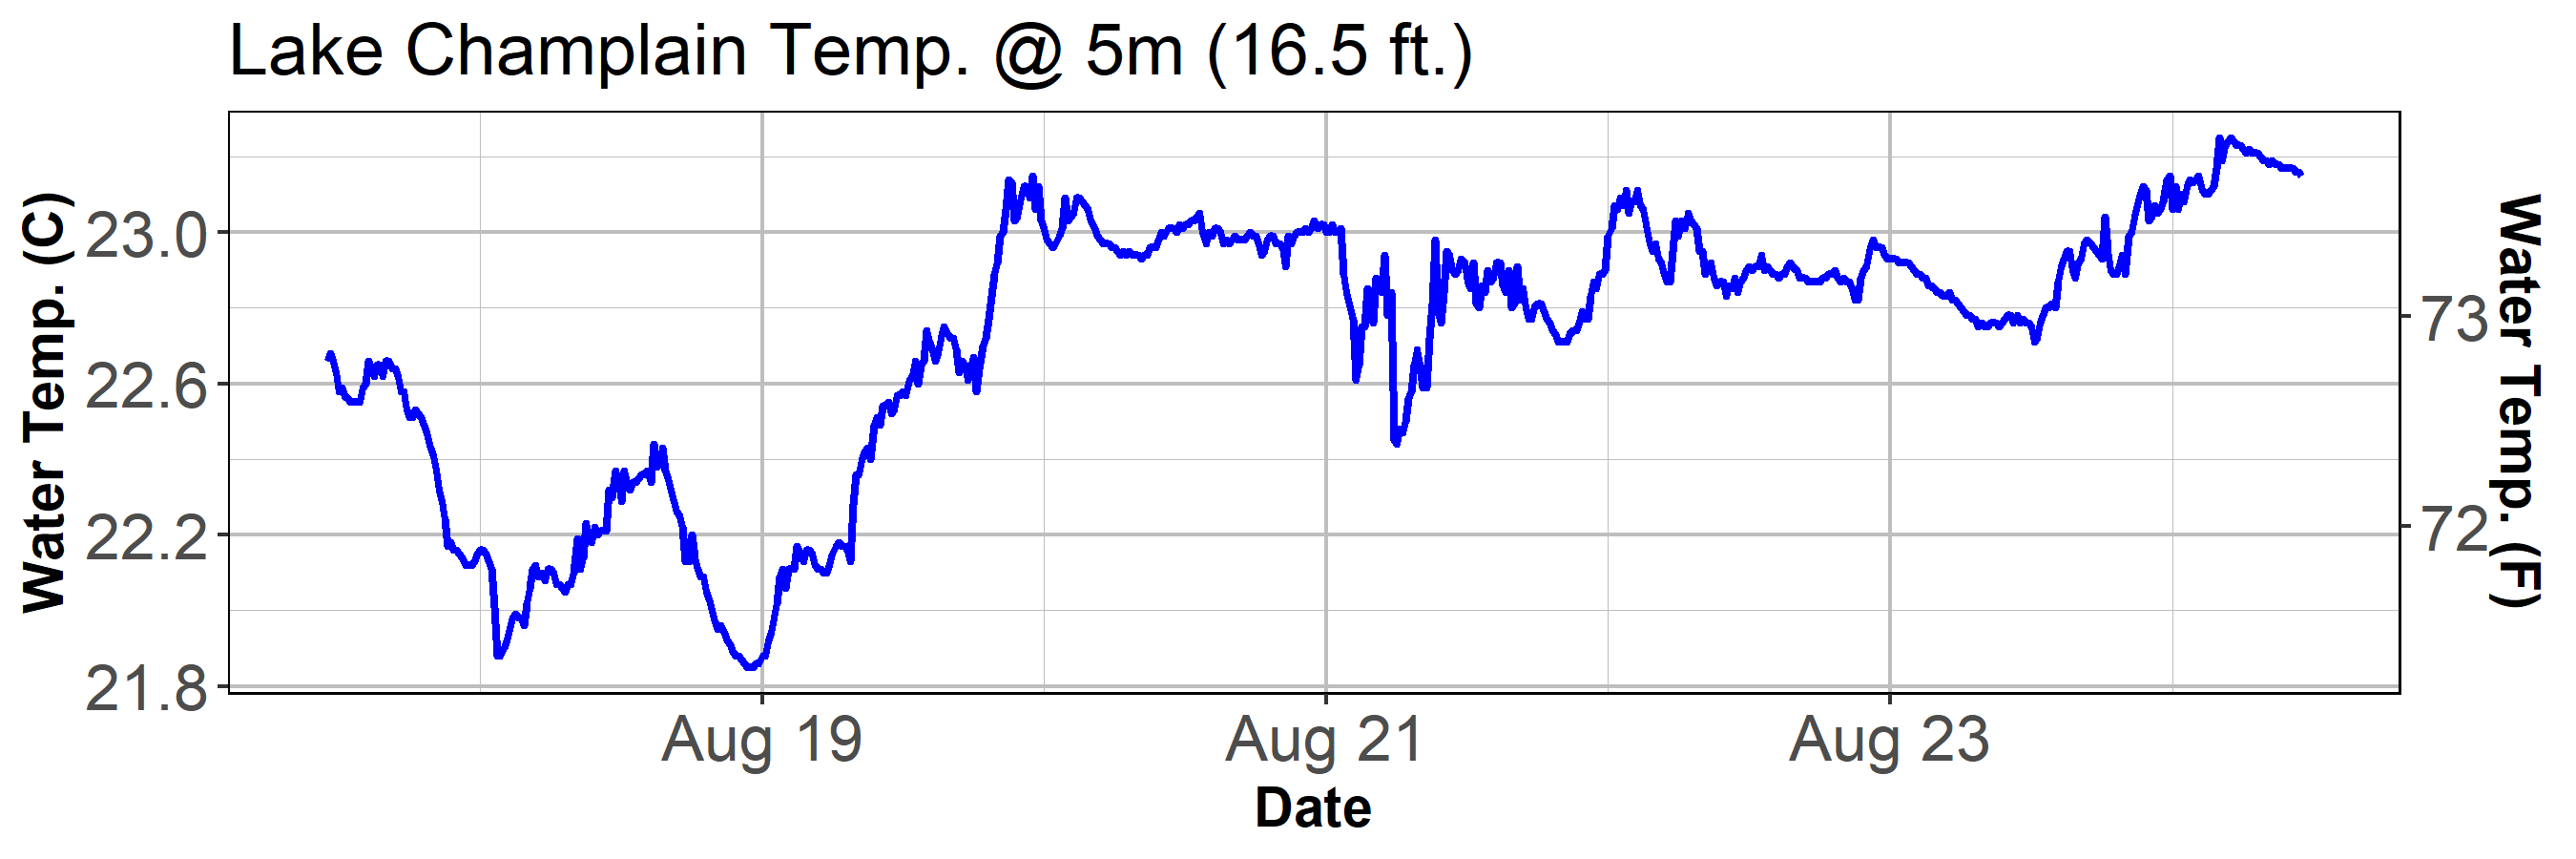 Lake Champlain Temp. @ 5m (16.5 ft.)
Water Temp. (C)
23.0
22.6
22.2
21.8
73
72
Water Temp. (F)
Aug 19 Aug 21 Aug 23
Date